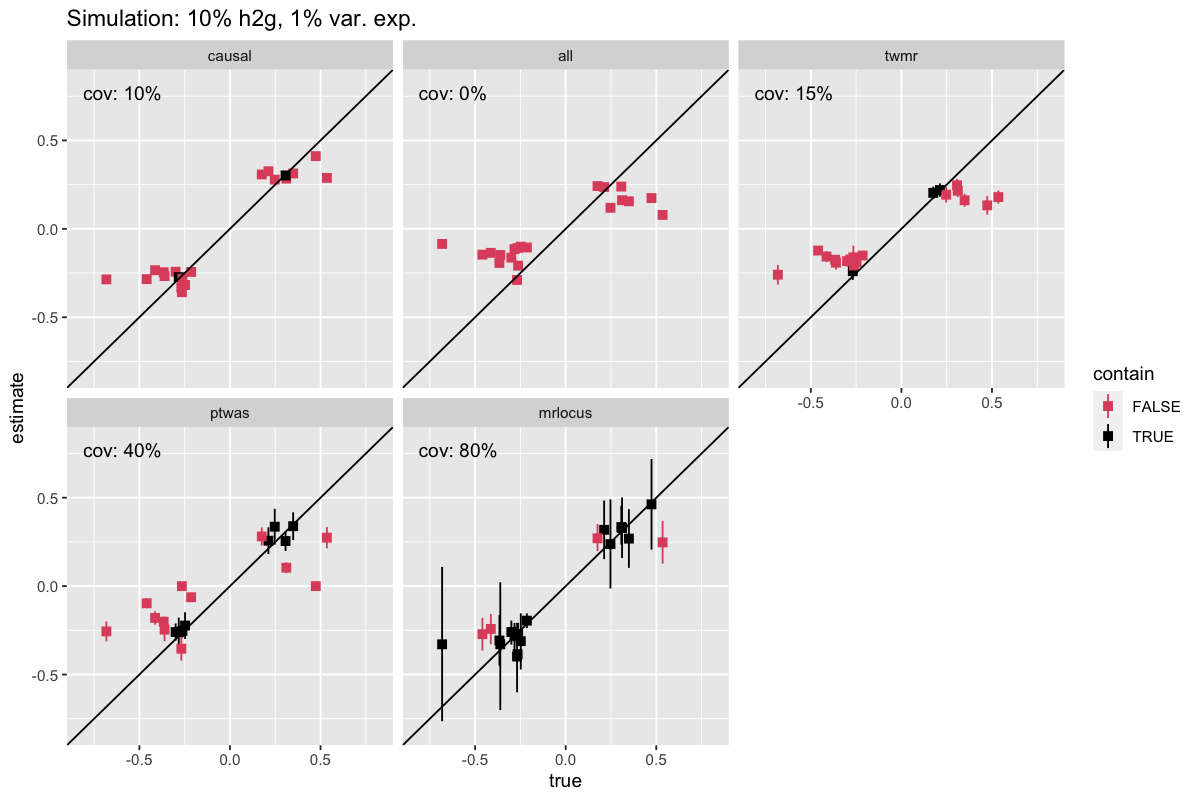 Simulation: 10% h2g, 1% var. exp.
causal
all
twmr
cov: 10%
cov: 0%
cov: 15%
0.5
0.0
-0.5
-0.5 0.0 0.5
ptwas
mrlocus
cov: 40%
cov: 80%
0.5
0.0
-0.5
-0.5 0.0 0.5
-0.5 0.0 0.5
true
estimate
contain
FALSE
TRUE